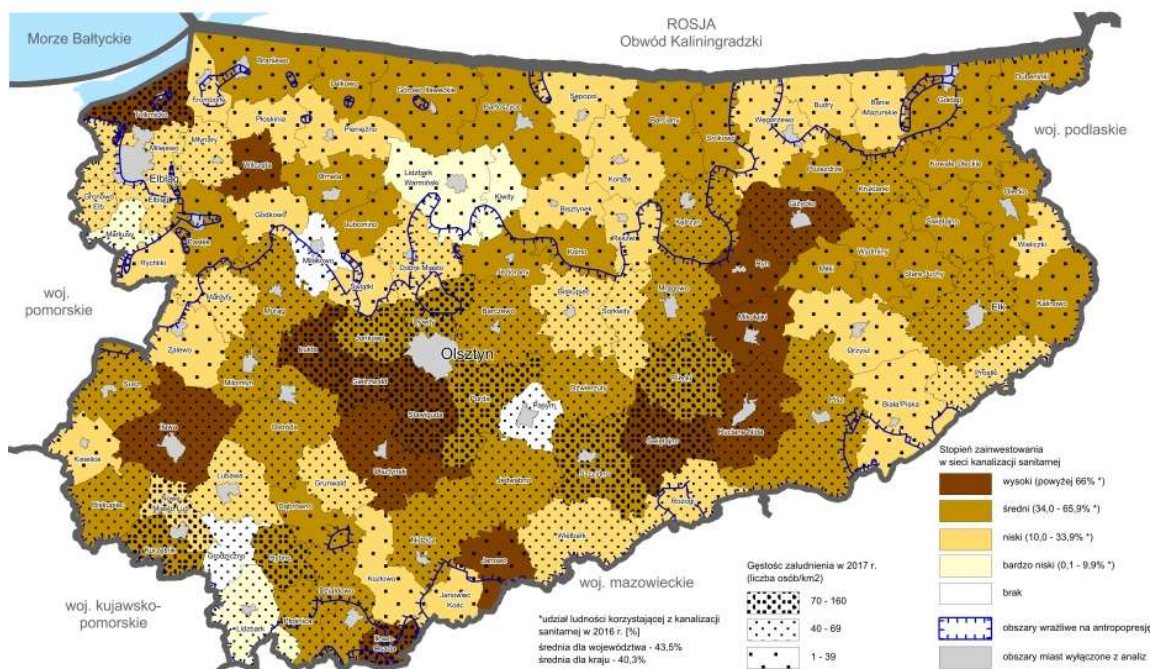 Morze Bałtyckie
ROSJA
Obwód Kaliningradzki
woj. podlaskie
woj.
pomorskie
woj. kujawsko-
pomorskie
woj. mazowieckie
Braniewo
Lelkowo
Górowo Iławeckie
Bartoszyce
Sępopol
Barciany
Srokowo
Węgorzewo
Budry
Banie
Mazurskie
Gołdap
Dubeninki
Frombork
Tolkmicko
Płoskinia
Pieniężno
Młynary
Milejewo
Wilczęta
Elbląg
Elbląg
Gronowo
Elb.
Markusy
Pasłęk
Rychliki
Godkowo
Orneta
Lubomino
Lidzbark
Warmiński
Kiwity
Bisztynek
Korsze
Reszel
Kętrzyn
Giżycko
Pozezdrze
Kruklanki
Kowale Oleckie
Olecko
Świętajno
Wieliczki
Wydminy
Stare Juchy
Kalinowo
Ełk
Miłki
Ryn
Mikołajki
Orzysz
Prostki
Biała Piska
Pisz
Ruciane-Nida
Miłakowo
Świątki
Dobre Miasto
Jeziorany
Kolno
Biskupiec
Sorkwity
Mrągowo
Piecki
Małdyty
Morąg
Zalewo
Łukta
Jonkowo
Dywity
Barczewo
Olsztyn
Gietrzwałd
Stawiguda
Purda
Pasym
Dźwierzuty
Świętajno
Szczytno
Susz
Miłomłyn
Iława
Ostróda
Olsztynek
Jedwabno
Kisielice
Lubawa
Grunwald
Dąbrówno
Biskupiec
Nowe
Miasto Lub.
Kurzętnik
Grodziczno
Rybno
Nidzica
Wielbark
Rozogi
Janowo
Kozłowo
Janowiec
Kośc.
Działdowo
Płośnica
Lidzbark
Iłowo-
Osada
Stopień zainwestowania
w sieci kanalizacji sanitarnej
wysoki (powyżej 66% *)
średni (34,0 - 65,9% *)
niski (10,0 - 33,9% *)
bardzo niski (0,1 - 9,9% *)
brak
obszary wrażliwe na antropopresję
obszary miast wyłączone z analiz
Gęstość zaludnienia w 2017 r.
(liczba osób/km2)
70 - 160
40 - 69
1 - 39
*udział ludności korzystającej z kanalizacji
sanitarnej w 2016 r. [%]
średnia dla województwa - 43,5%
średnia dla kraju - 40,3%